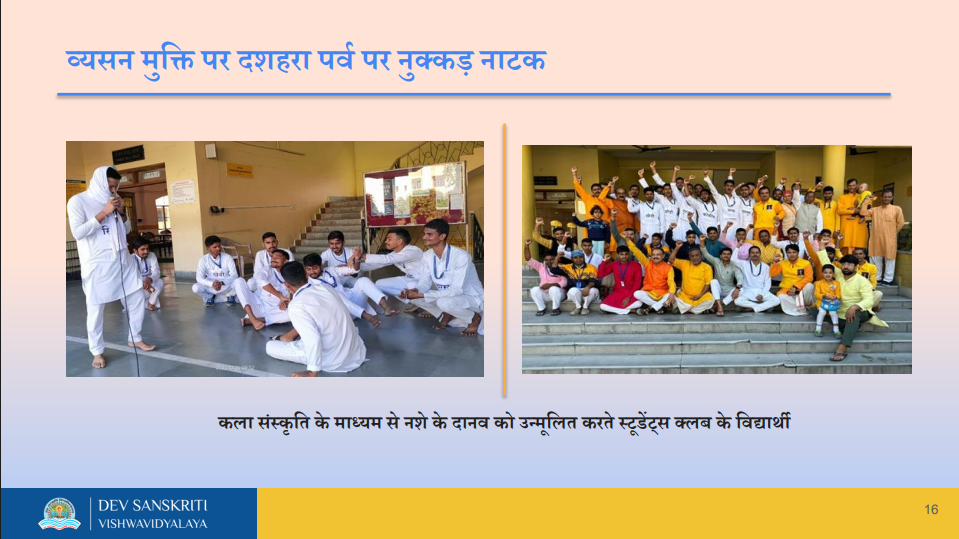 व्यसन मुक्ति पर दशहरा पर्व पर नुक्कड़ नाटक
कला संस्कृति के माध्यम से नशे के दानव को उन्मूलित करते स्टूडेंट्स क्लब के विद्यार्थी
DEV SANSKRITI
VISHWAVIDYALAYA
16